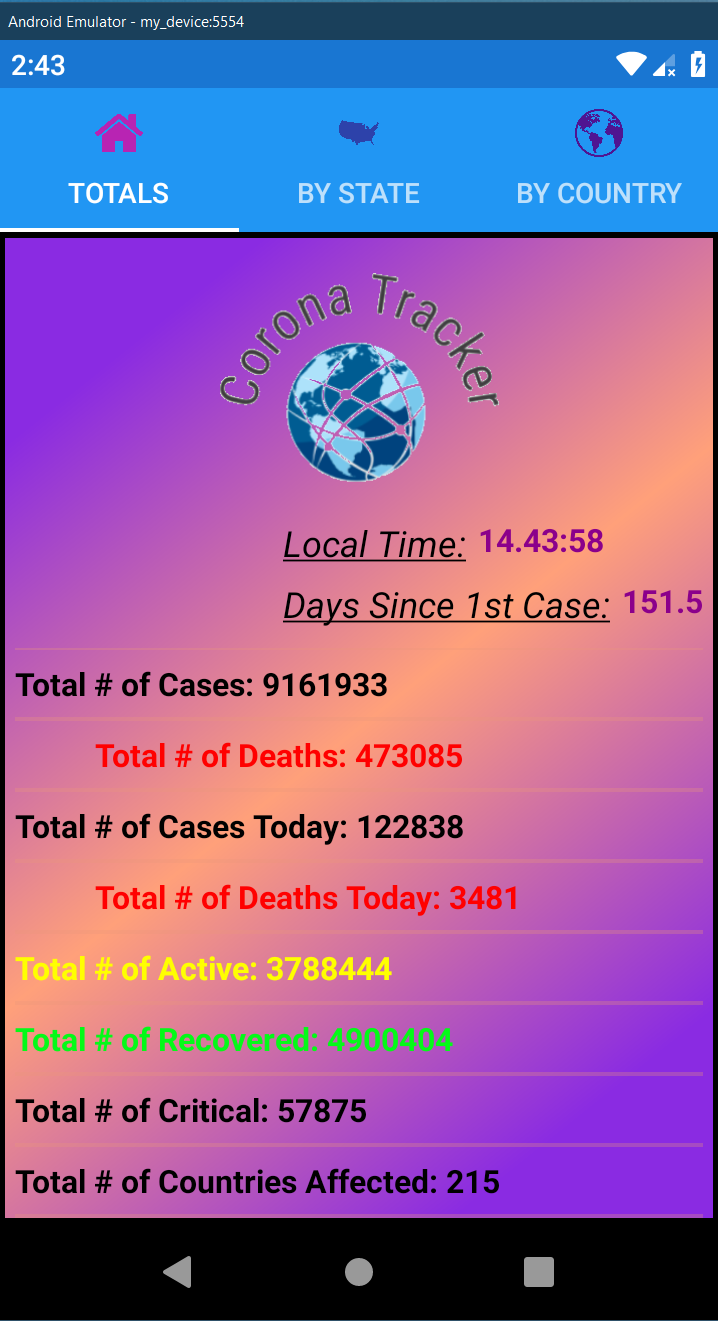 Android Emulator - my_device:5554
2:43
TOTALS
BY STATE
BY COUNTRY
Corona Tracker
Local Time: 14.43:58
Days Since 1st Case: 151.5
Total # of Cases: 9161933
Total # of Deaths: 473085
Total # of Cases Today: 122838
Total # of Deaths Today: 3481
Total # of Active: 3788444
Total # of Recovered: 4900404
Total # of Critical: 57875
Total # of Countries Affected: 215